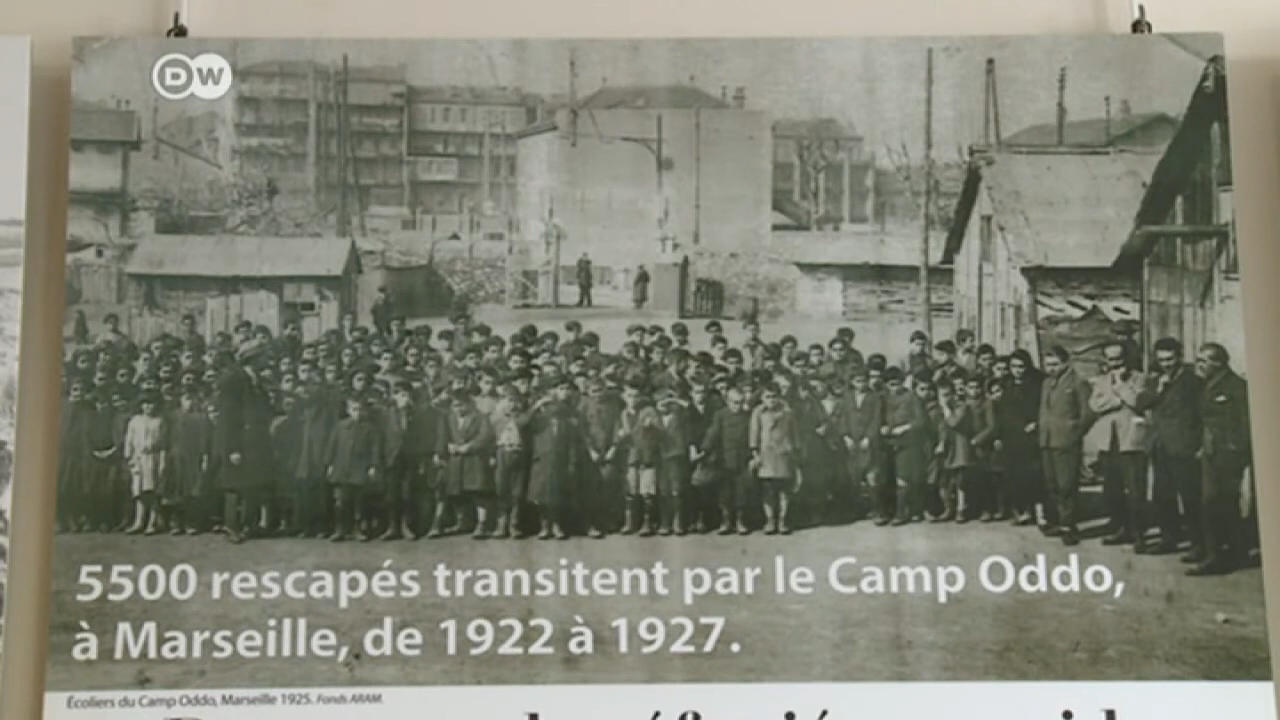 DW
5500 rescapés transitent par le Camp Oddo,
à Marseille, de 1922 à 1927.
Écoliers du Camp Oddo, Marseille 1925. Fonds ARAM.